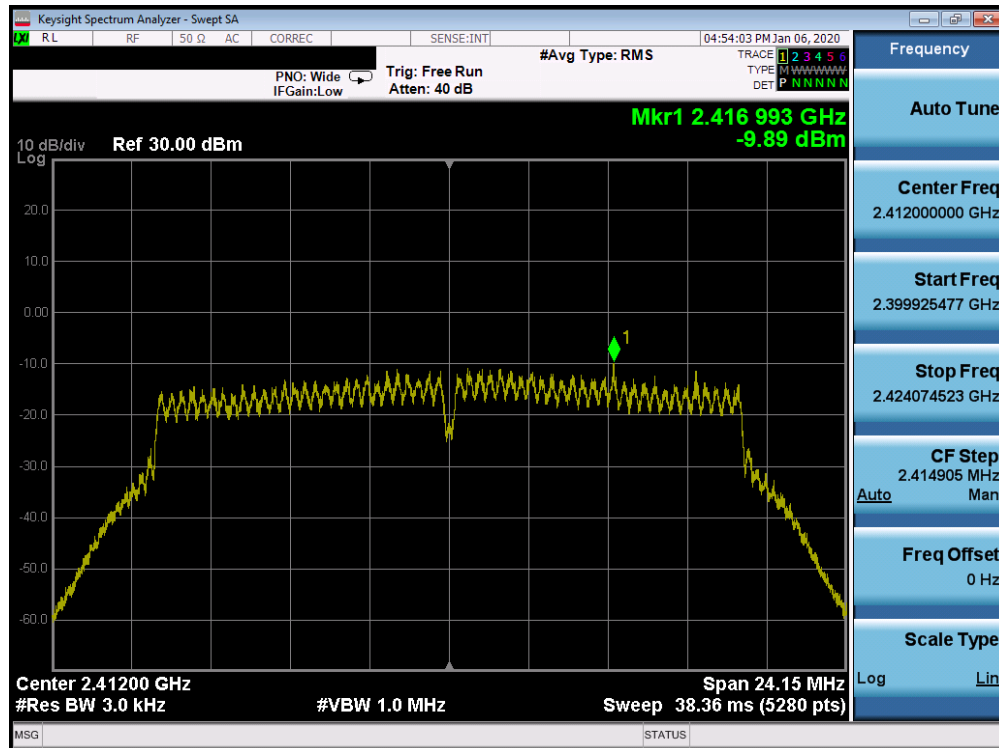 Keysight Spectrum Analyzer - Swept SA
LXI RL RF 50 Ω AC CORREC SENSE:INT 04:54:03 PM Jan 06, 2020
#Avg Type: RMS TRACE 1 2 3 4 5 6
PNO: Wide Trig: Free Run TYPE M WWWWW
IFGain:Low Atten: 40 dB DET P N N N N N
Mkr1 2.416 993 GHz
-9.89 dBm
10 dB/div Ref 30.00 dBm
Log
20.0
10.0
0.00
1
-10.0
-20.0
-30.0
-40.0
-50.0
-60.0
Center 2.41200 GHz Span 24.15 MHz
#Res BW 3.0 kHz #VBW 1.0 MHz Sweep 38.36 ms (5280 pts)
MSG STATUS
Frequency
Auto Tune
Center Freq
2.412000000 GHz
Start Freq
2.399925477 GHz
Stop Freq
2.424074523 GHz
CF Step
2.414905 MHz
Auto Man
Freq Offset
0 Hz
Scale Type
Log Lin